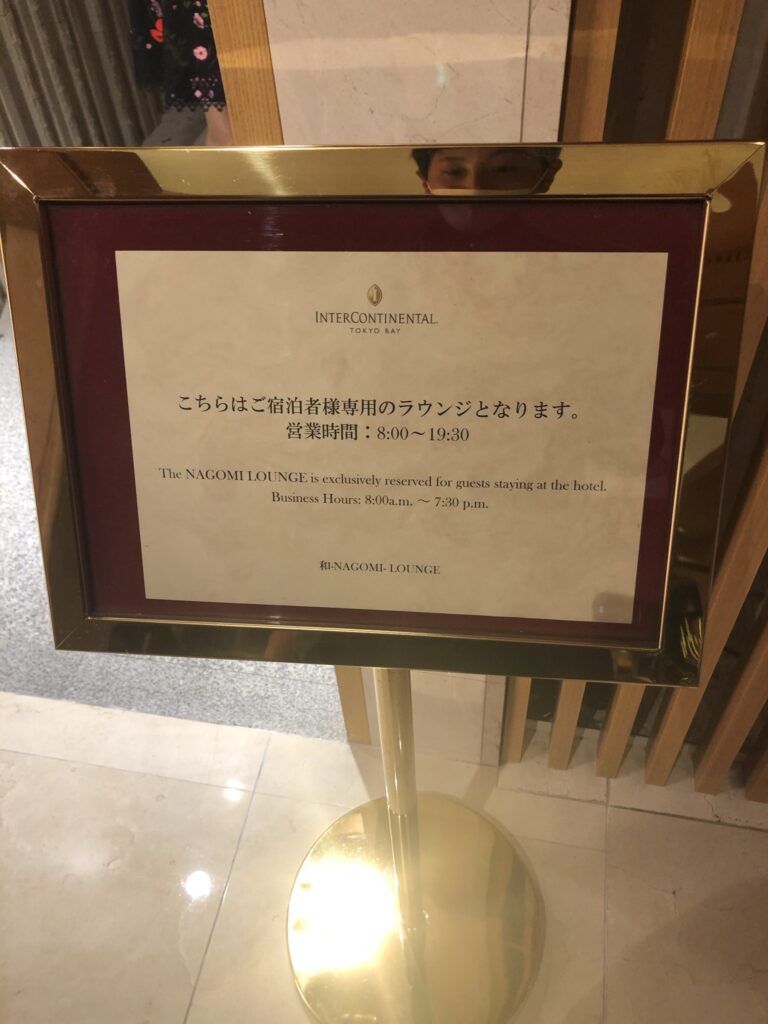 INTERCONTINENTAL
TOKYO BAY
こちらはご宿泊者様専用のラウンジとなります。
営業時間：8:00〜19:30
The NAGOMI LOUNGE is exclusively reserved for guests staying at the hotel.
Business Hours: 8:00a.m. 〜 7:30 p.m.
和-NAGOMI- LOUNGE